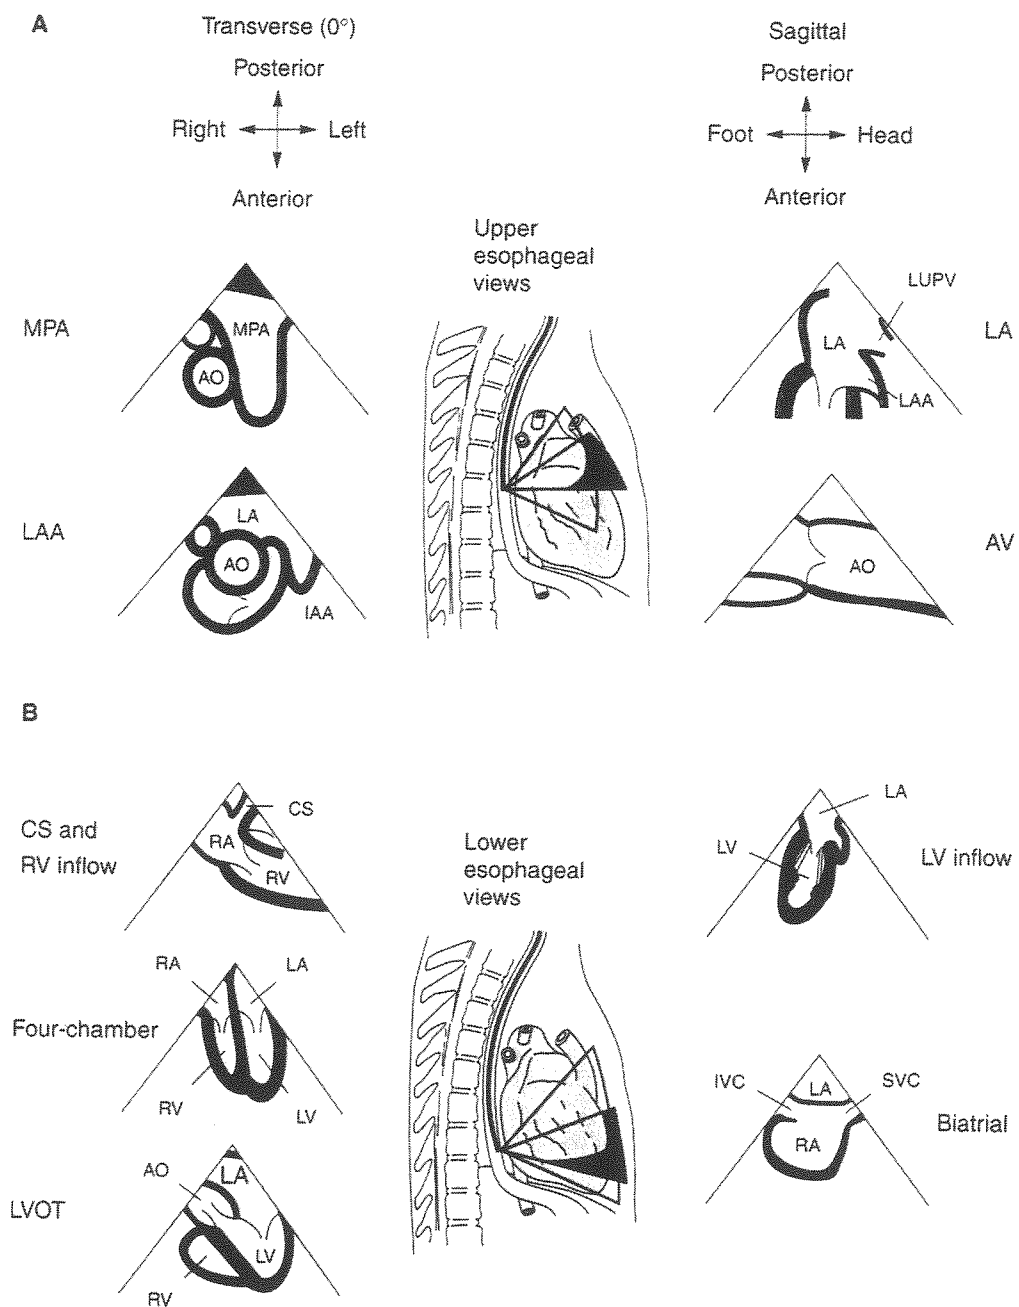 A
Transverse (0°)
Posterior
Right
Left
Anterior
Sagittal
Posterior
Foot
Head
Anterior
Upper
esophageal
views
MPA
MPA
AO
LUPV
LA
LAA
LA
LAA
LA
AO
IAA
AO
AV
B
CS and
RV inflow
CS
RA
RV
Lower
esophageal
views
LA
LV
LV inflow
Four-chamber
RA
LA
RV
LV
IVC
LA
SVC
RA
Biatrial
LVOT
AO
LA
LV
RV